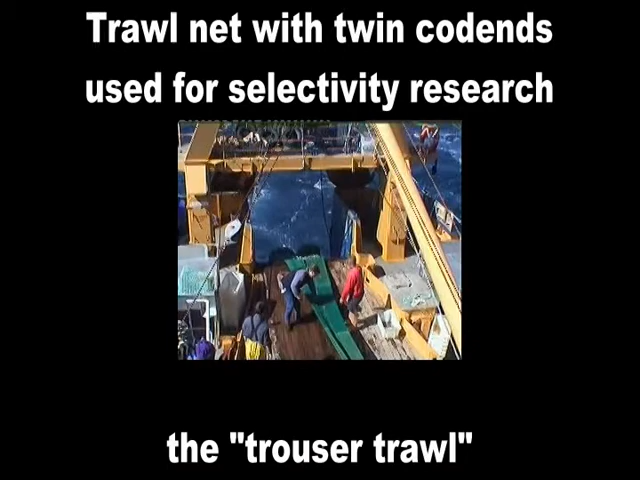 Trawl net with twin codends
used for selectivity research
the "trouser trawl"